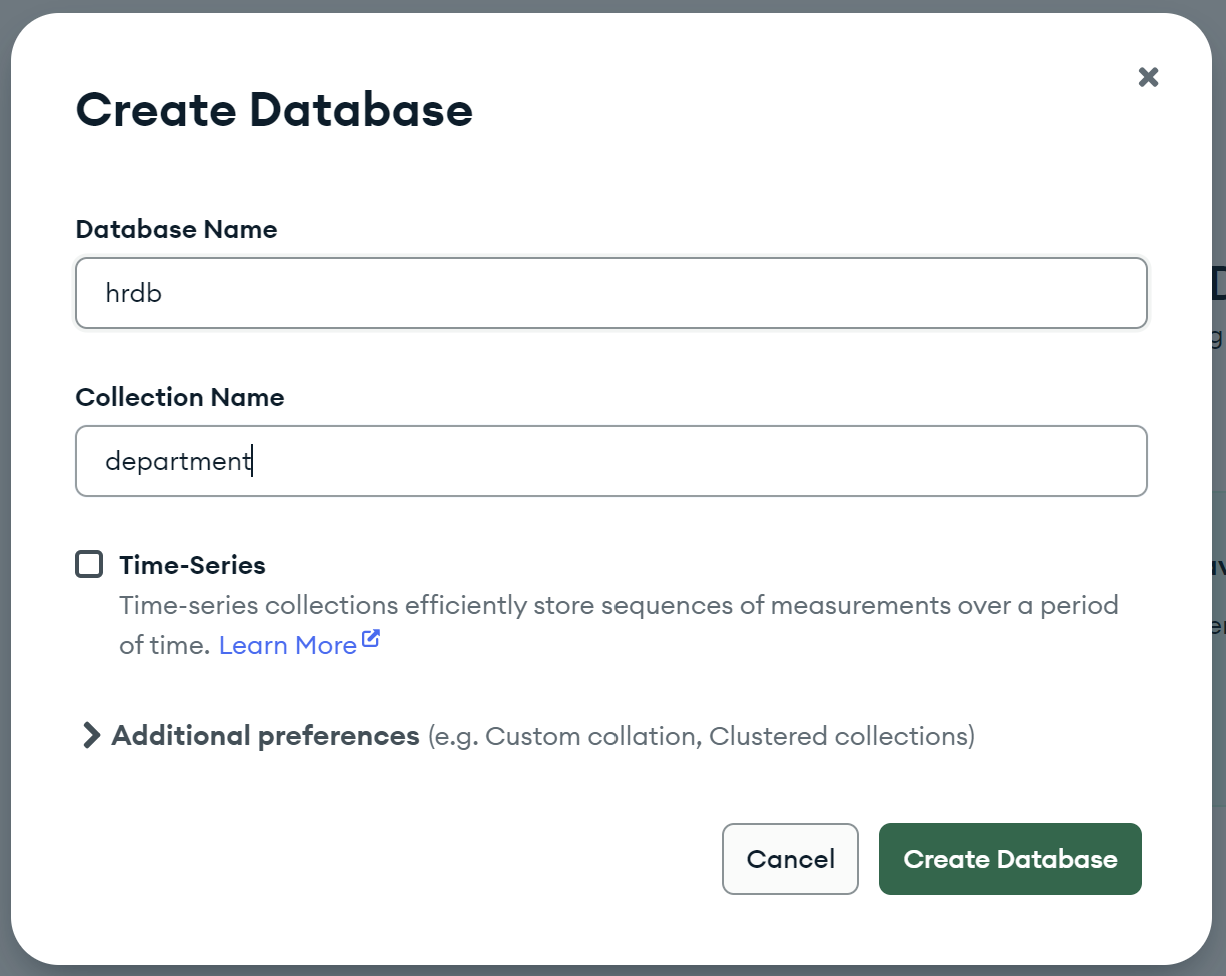 Create Database
Database Name
hrdb
Collection Name
department
Time-Series
Time-series collections efficiently store sequences of measurements over a period
of time. Learn More
Additional preferences (e.g. Custom collation, Clustered collections)
Cancel
Create Database